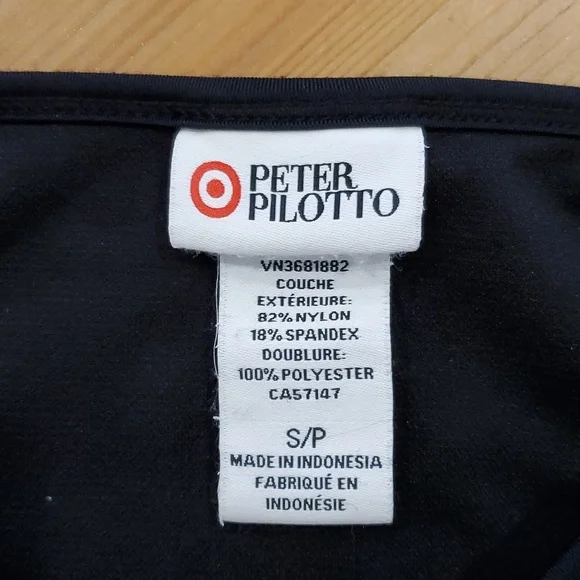 PETER
PILOTTO
VN3681882
COUCHE
EXTÉRIEURE:
82% NYLON
18% SPANDEX
DOUBLURE:
100% POLYESTER
CA57147
S/P
MADE IN INDONESIA
FABRIQUÉ EN
INDONÉSIE